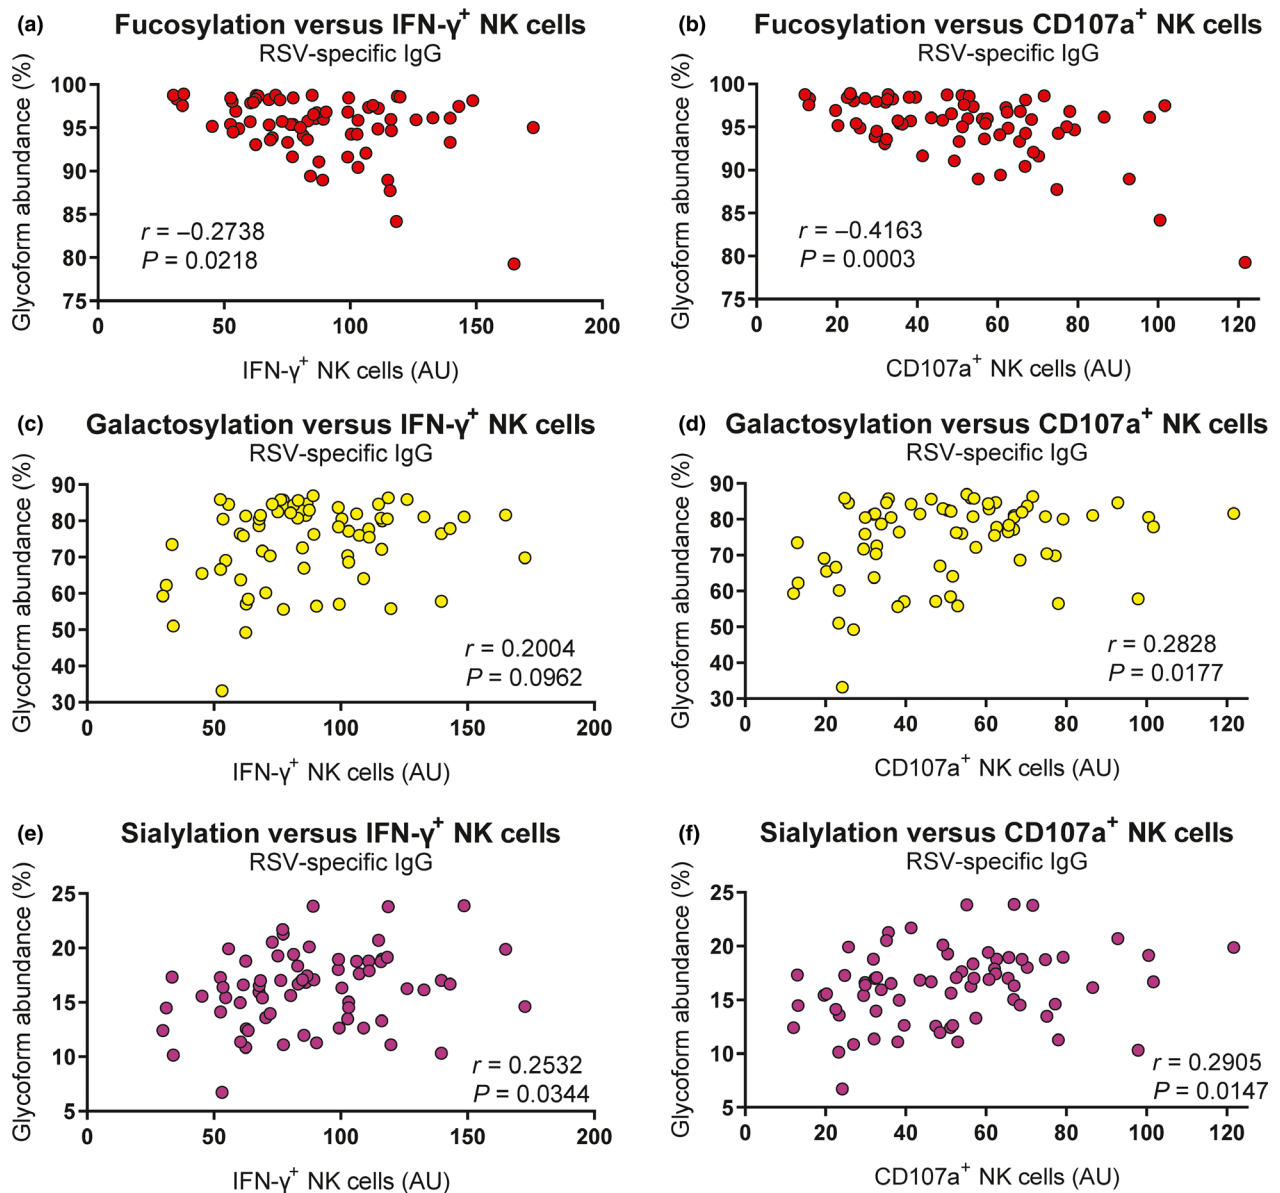 (a)
Fucosylation versus IFN-γ⁺ NK cells
RSV-specific IgG
Glycoform abundance (%)
100
95
90
85
80
75
r = –0.2738
P = 0.0218
0
50
100
150
200
IFN-γ⁺ NK cells (AU)
(b)
Fucosylation versus CD107a⁺ NK cells
RSV-specific IgG
Glycoform abundance (%)
100
95
90
85
80
75
r = –0.4163
P = 0.0003
0
20
40
60
80
100
120
CD107a⁺ NK cells (AU)
(c)
Galactosylation versus IFN-γ⁺ NK cells
RSV-specific IgG
Glycoform abundance (%)
90
80
70
60
50
40
30
r = 0.2004
P = 0.0962
0
50
100
150
200
IFN-γ⁺ NK cells (AU)
(d)
Galactosylation versus CD107a⁺ NK cells
RSV-specific IgG
Glycoform abundance (%)
90
80
70
60
50
40
30
r = 0.2828
P = 0.0177
0
20
40
60
80
100
120
CD107a⁺ NK cells (AU)
(e)
Sialylation versus IFN-γ⁺ NK cells
RSV-specific IgG
Glycoform abundance (%)
25
20
15
10
5
r = 0.2532
P = 0.0344
0
50
100
150
200
IFN-γ⁺ NK cells (AU)
(f)
Sialylation versus CD107a⁺ NK cells
RSV-specific IgG
Glycoform abundance (%)
25
20
15
10
5
r = 0.2905
P = 0.0147
0
20
40
60
80
100
120
CD107a⁺ NK cells (AU)